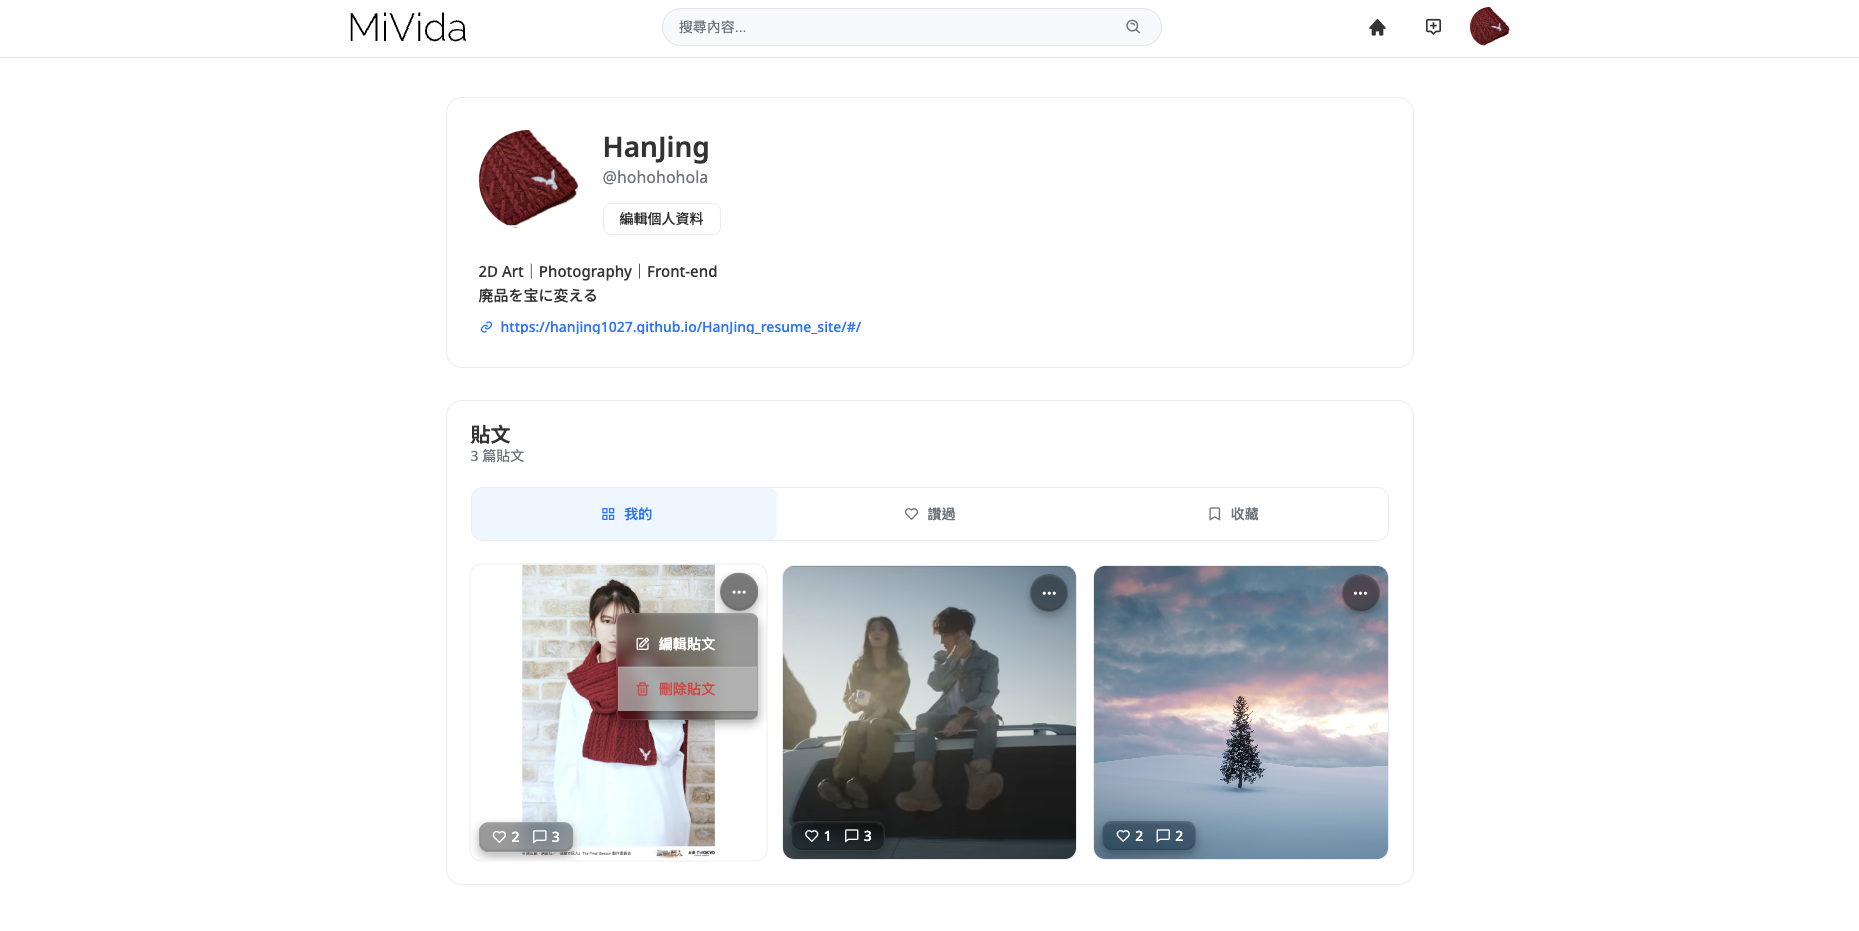 MiVida
搜尋內容...
HanJing
@hohohohola
編輯個人資料
2D Art｜Photography｜Front-end
廃品を宝に変える
https://hanjing1027.github.io/HanJing_resume_site/#/
貼文
3 篇貼文
我的
讚過
收藏
編輯貼文
刪除貼文
2 3
1 3
2 2